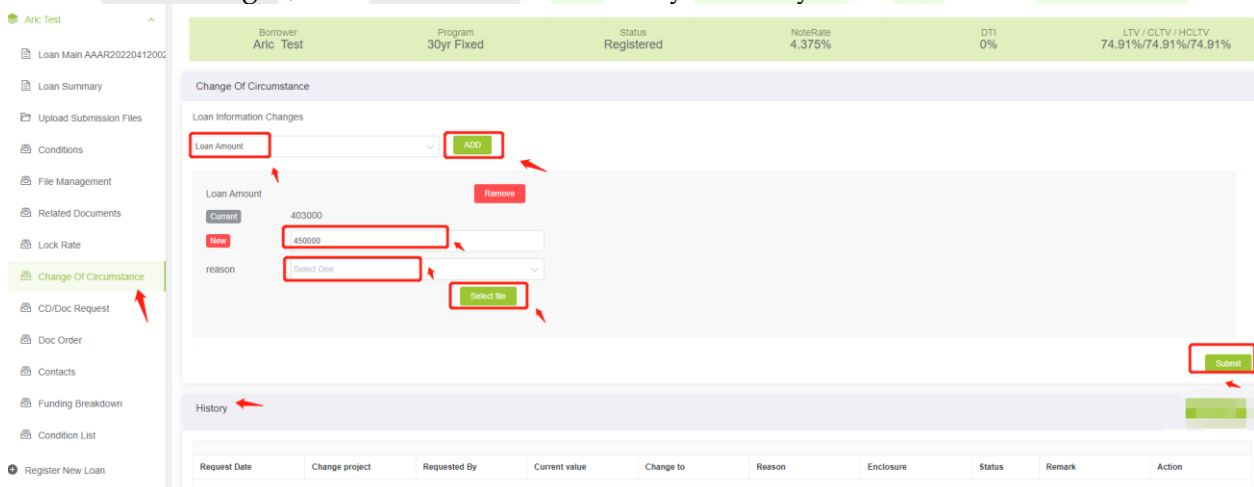 Aric Test
Loan Main AAAR20220412002
Loan Summary
Upload Submission Files
Conditions
File Management
Related Documents
Lock Rate
Change Of Circumstance
CD/Doc Request
Doc Order
Contacts
Funding Breakdown
Condition List
Register New Loan
Borrower Program Status NoteRate DTI LTV / CLTV / HCLTV
Aric Test 30yr Fixed Registered 4.375% 0% 74.91%/74.91%/74.91%
Change Of Circumstance
Loan Information Changes
Loan Amount ADD
Loan Amount Remove
Current 403000
New 450000
reason Select One
Select file
Submit
History
Request Date Change project Requested By Current value Change to Reason Enclosure Status Remark Action